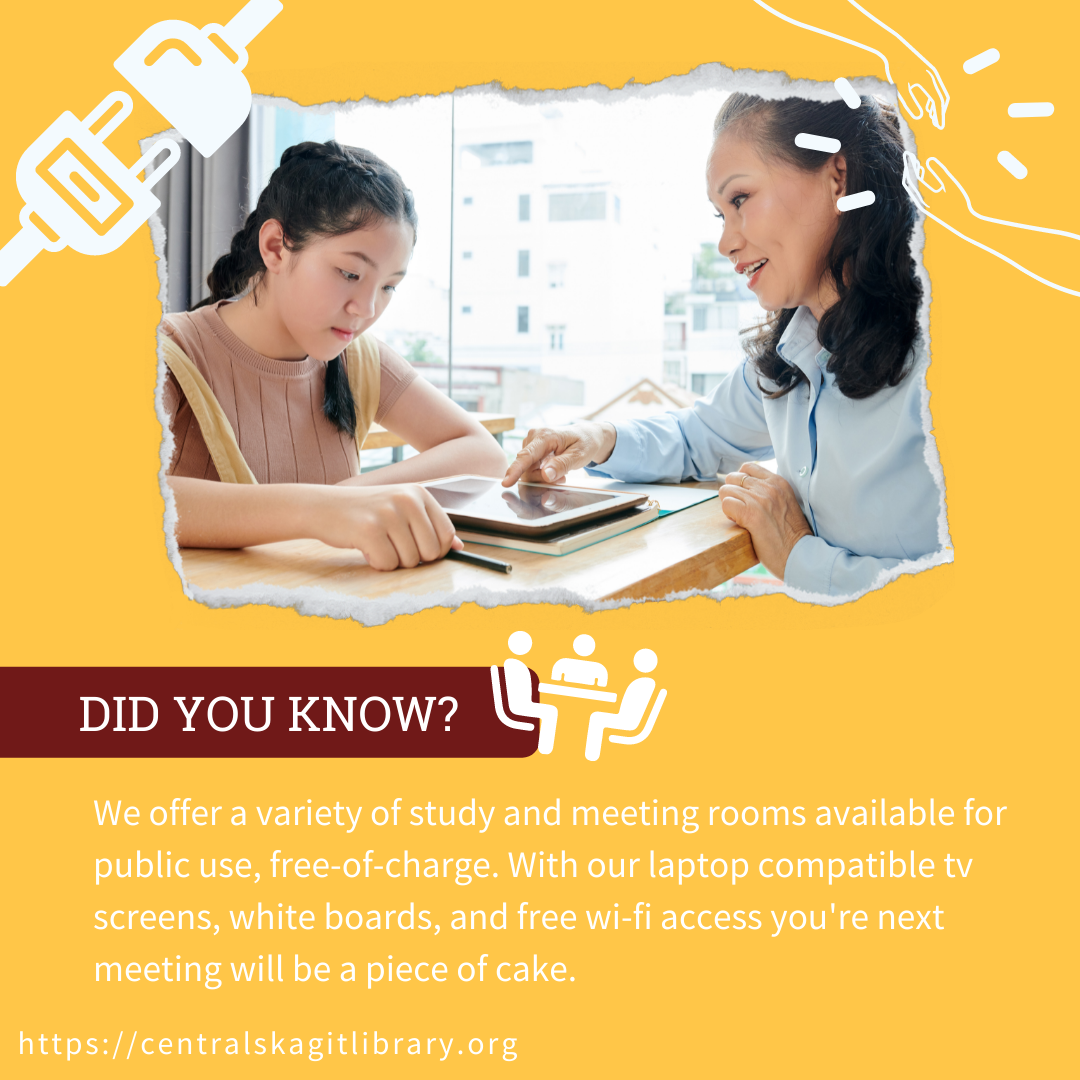 DID YOU KNOW?
We offer a variety of study and meeting rooms available for
public use, free-of-charge. With our laptop compatible tv
screens, white boards, and free wi-fi access you're next
meeting will be a piece of cake.
https://centralskagitlibrary.org